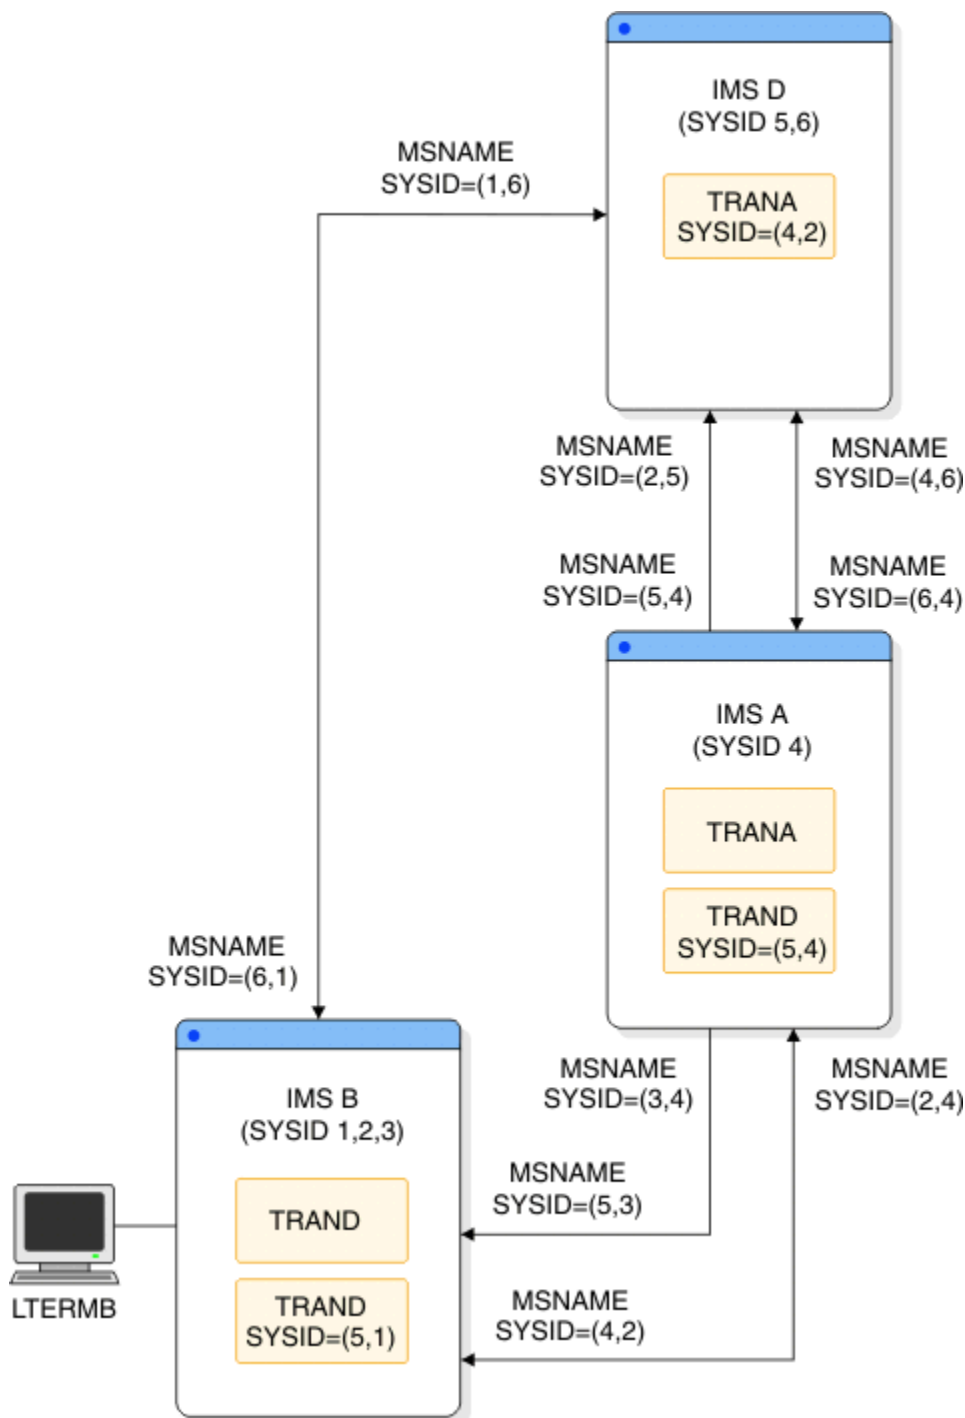 IMS D
(SYSID 5,6)
TRANA
SYSID=(4,2)
MSNAME
SYSID=(1,6)
MSNAME
SYSID=(2,5)
MSNAME
SYSID=(4,6)
MSNAME
SYSID=(5,4)
MSNAME
SYSID=(6,4)
IMS A
(SYSID 4)
TRANA
TRAND
SYSID=(5,4)
MSNAME
SYSID=(6,1)
MSNAME
SYSID=(3,4)
MSNAME
SYSID=(2,4)
IMS B
(SYSID 1,2,3)
TRAND
TRAND
SYSID=(5,1)
MSNAME
SYSID=(5,3)
MSNAME
SYSID=(4,2)
LTERMB